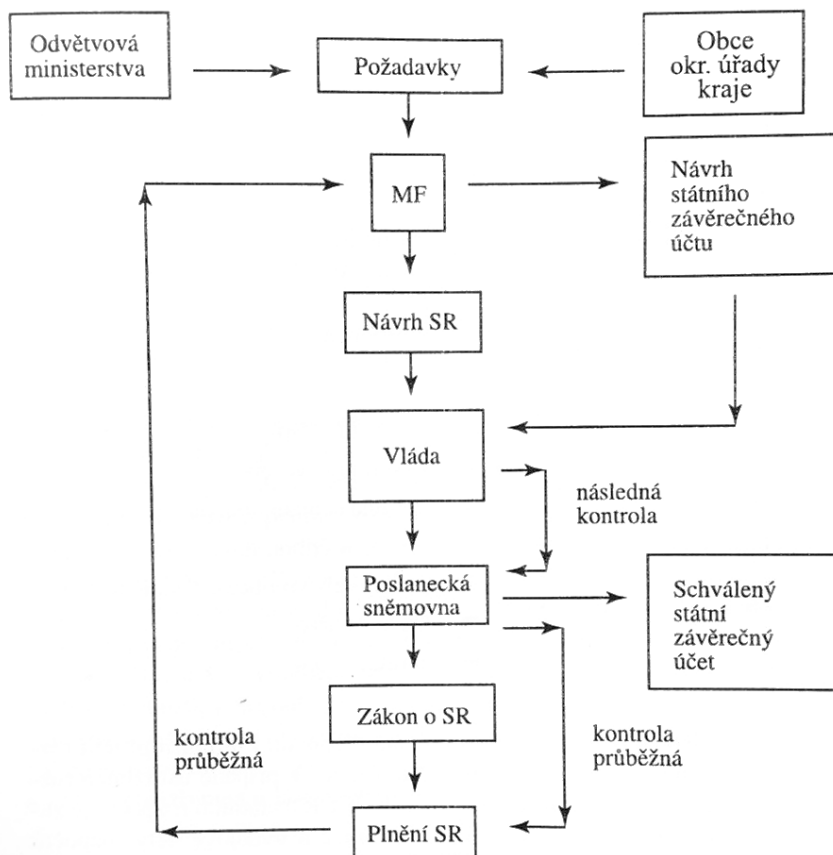 Odvětvová
ministerstva
Požadavky
Obce
okr. úřady
kraje
MF
Návrh
státního
závěrečného
účtu
Návrh SR
Vláda
následná
kontrola
Poslanecká
sněmovna
Schválený
státní
závěrečný
účet
Zákon o SR
kontrola
průběžná
kontrola
průběžná
Plnění SR